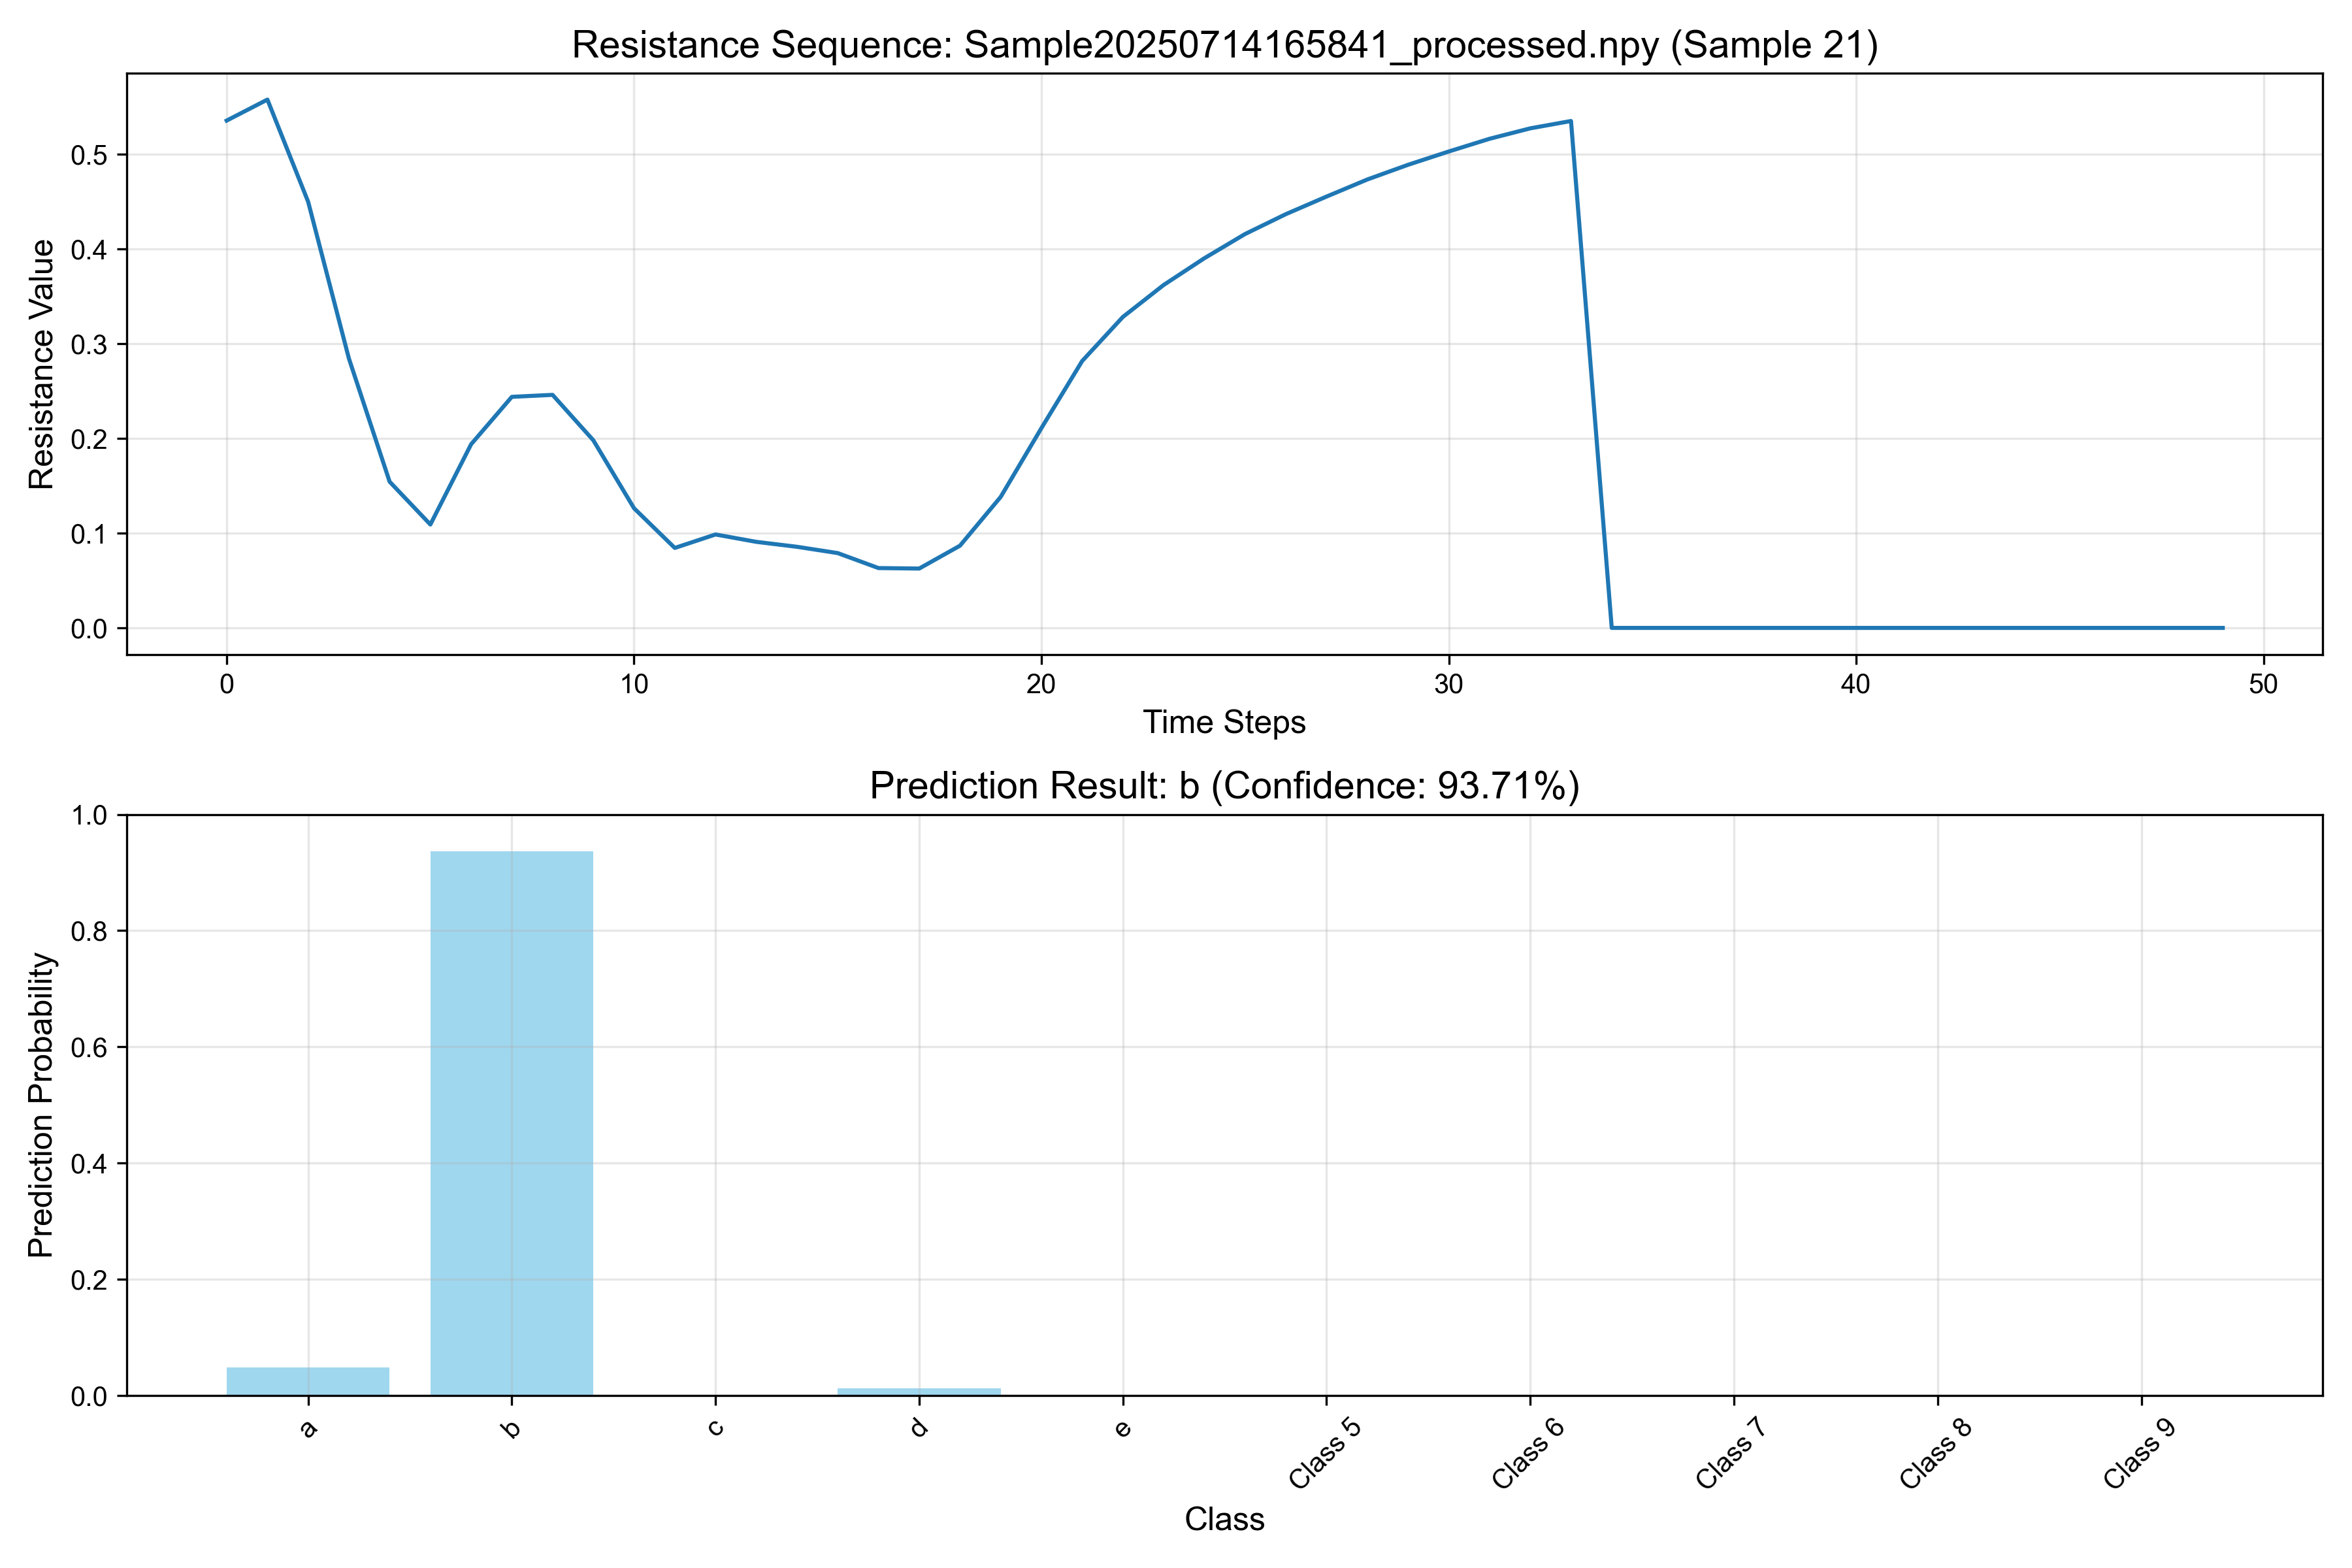 Resistance Sequence: Sample20250714165841_processed.npy (Sample 21)
Resistance Value
0.5
0.4
0.3
0.2
0.1
0.0
0 10 20 30 40 50
Time Steps
Prediction Result: b (Confidence: 93.71%)
Prediction Probability
1.0
0.8
0.6
0.4
0.2
0.0
a b c d e Class 5 Class 6 Class 7 Class 8 Class 9
Class